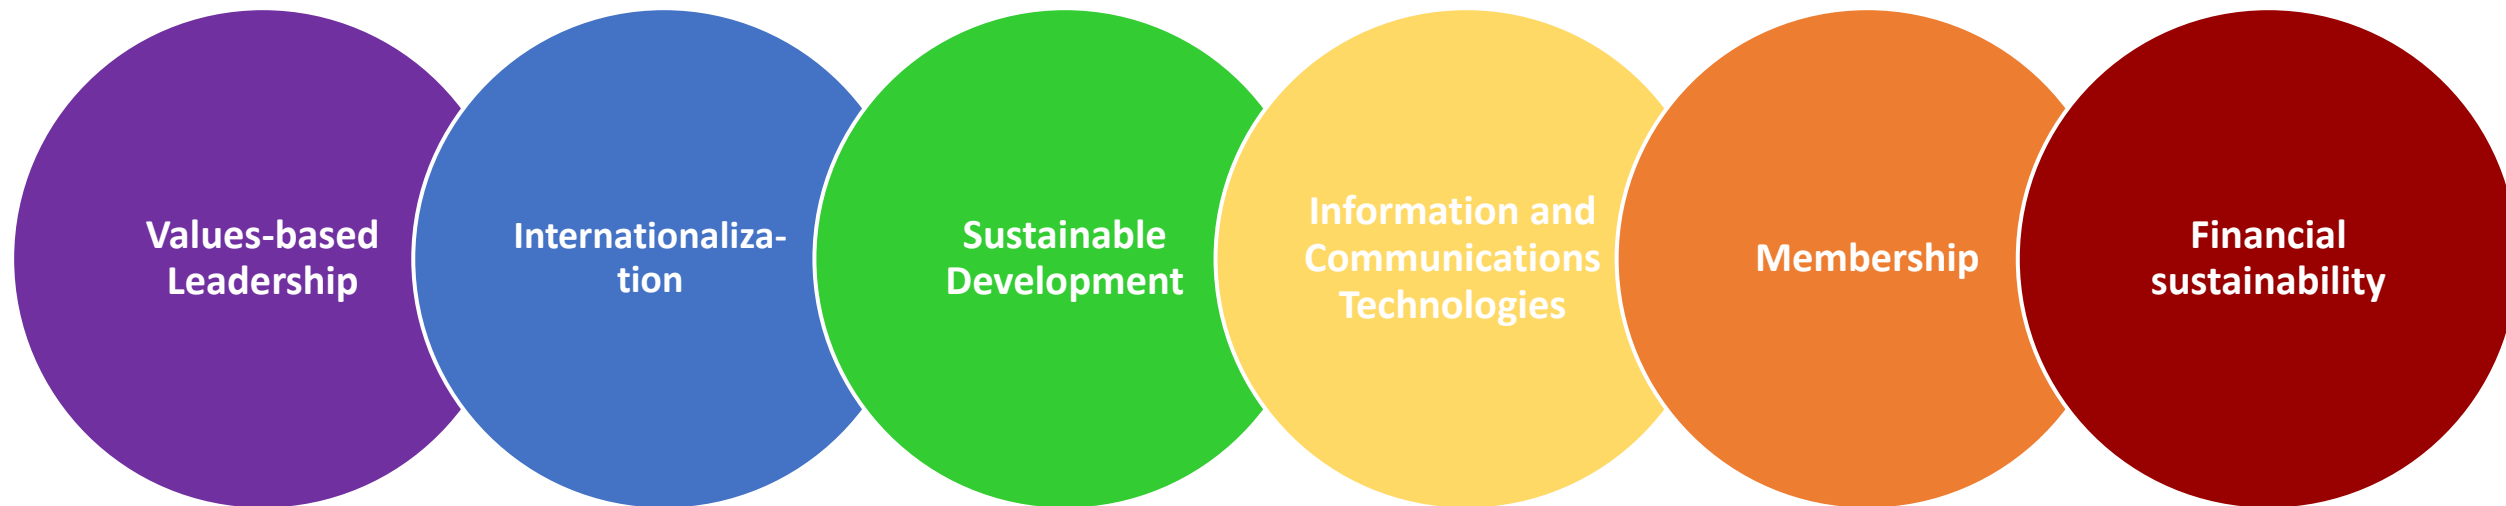 Values-based
Leadership
Internationaliza-
tion
Sustainable
Development
Information and
Communications
Technologies
Membership
Financial
sustainability